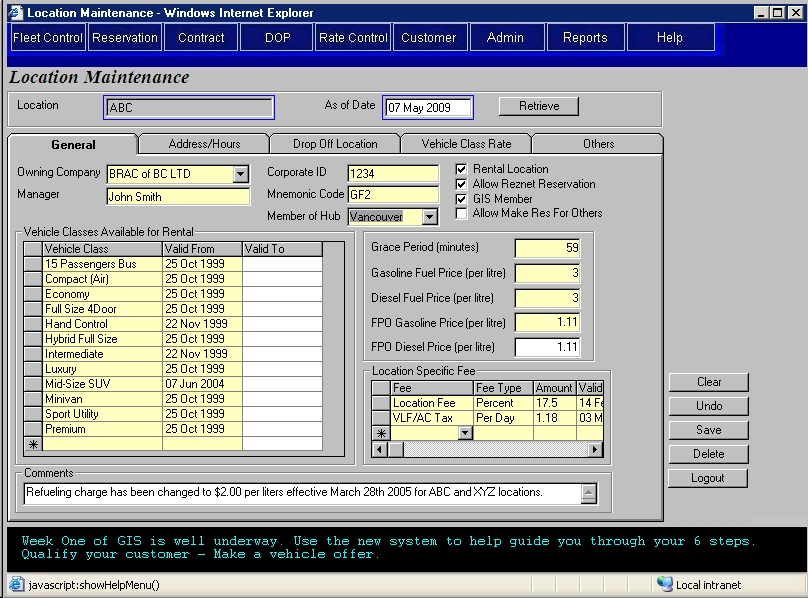 Location Maintenance - Windows Internet Explorer
Fleet Control Reservation Contract DOP Rate Control Customer Admin Reports Help
Location Maintenance
Location ABC As of Date 07 May 2009 Retrieve
General Address/Hours Drop Off Location Vehicle Class Rate Others
Owning Company BRAC of BC LTD Corporate ID 1234
Manager John Smith Mnemonic Code GF2
Member of Hub Vancouver
Rental Location
Allow Reznet Reservation
GIS Member
Allow Make Res For Others
Vehicle Classes Available for Rental
Vehicle Class Valid From Valid To
15 Passengers Bus 25 Oct 1999
Compact (Air) 25 Oct 1999
Economy 25 Oct 1999
Full Size 4Door 25 Oct 1999
Hand Control 22 Nov 1999
Hybrid Full Size 25 Oct 1999
Intermediate 22 Nov 1999
Luxury 25 Oct 1999
Mid-Size SUV 07 Jun 2004
Minivan 25 Oct 1999
Sport Utility 25 Oct 1999
Premium 25 Oct 1999
Grace Period (minutes) 59
Gasoline Fuel Price (per litre) 3
Diesel Fuel Price (per litre) 3
FPO Gasoline Price (per litre) 1.11
FPO Diesel Price (per litre) 1.11
Location Specific Fee
Fee Fee Type Amount Valid
Location Fee Percent 17.5 14 Fe
VLF/AC Tax Per Day 1.18 03 M
Clear
Undo
Save
Delete
Logout
Comments
Refueling charge has been changed to $2.00 per liters effective March 28th 2005 for ABC and XYZ locations.
Week One of GIS is well underway. Use the new system to help guide you through your 6 steps.
Qualify your customer - Make a vehicle offer.
javascript:showHelpMenu() Local intranet